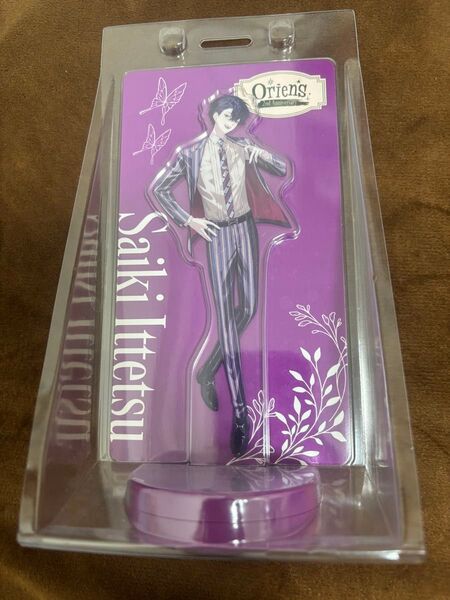 Oriens
2nd Anniversary
Saiki Ittetsu